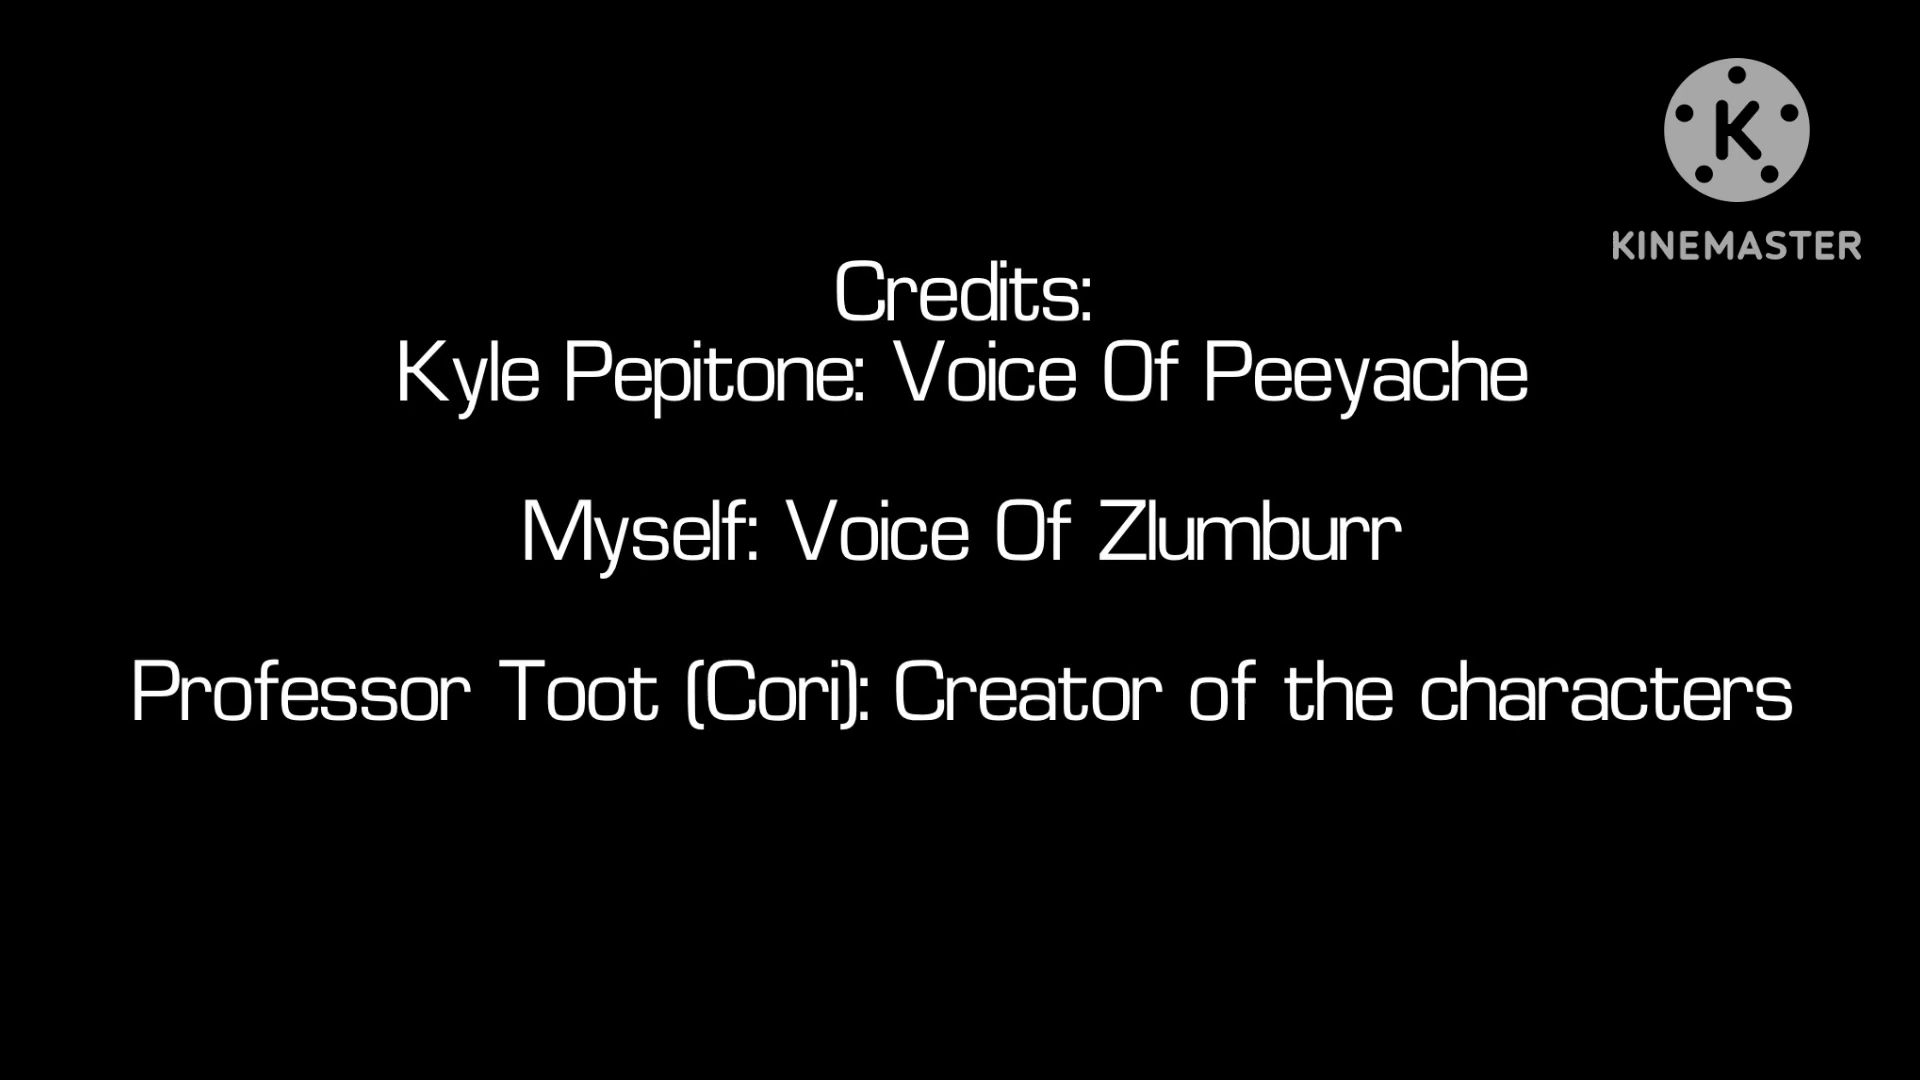 K
KINEMASTER
Credits:
Kyle Pepitone: Voice Of Peeyache
Myself: Voice Of Zlumburr
Professor Toot (Cori): Creator of the characters